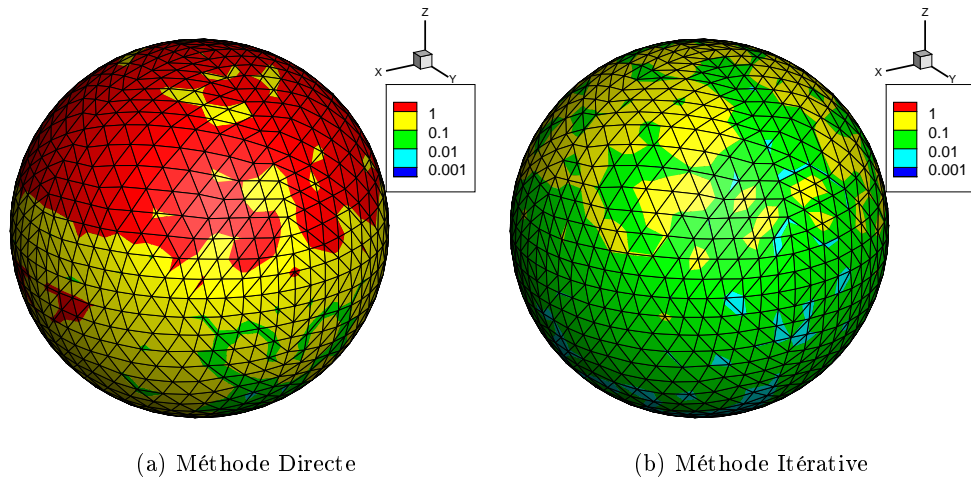 Z
X
Y
1
0.1
0.01
0.001
Z
X
Y
1
0.1
0.01
0.001
(a) Méthode Directe
(b) Méthode Itérative